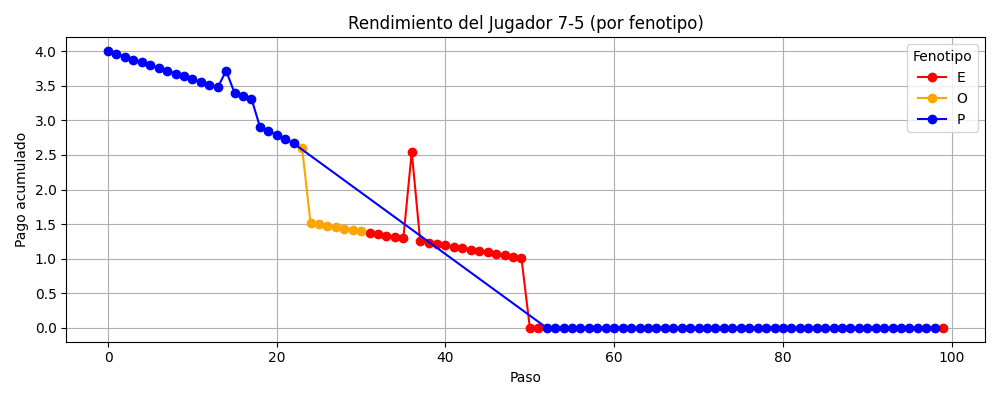 Rendimiento del Jugador 7-5 (por fenotipo)
Pago acumulado
4.0
3.5
3.0
2.5
2.0
1.5
1.0
0.5
0.0
Fenotipo
E
O
P
0 20 40 60 80 100
Paso